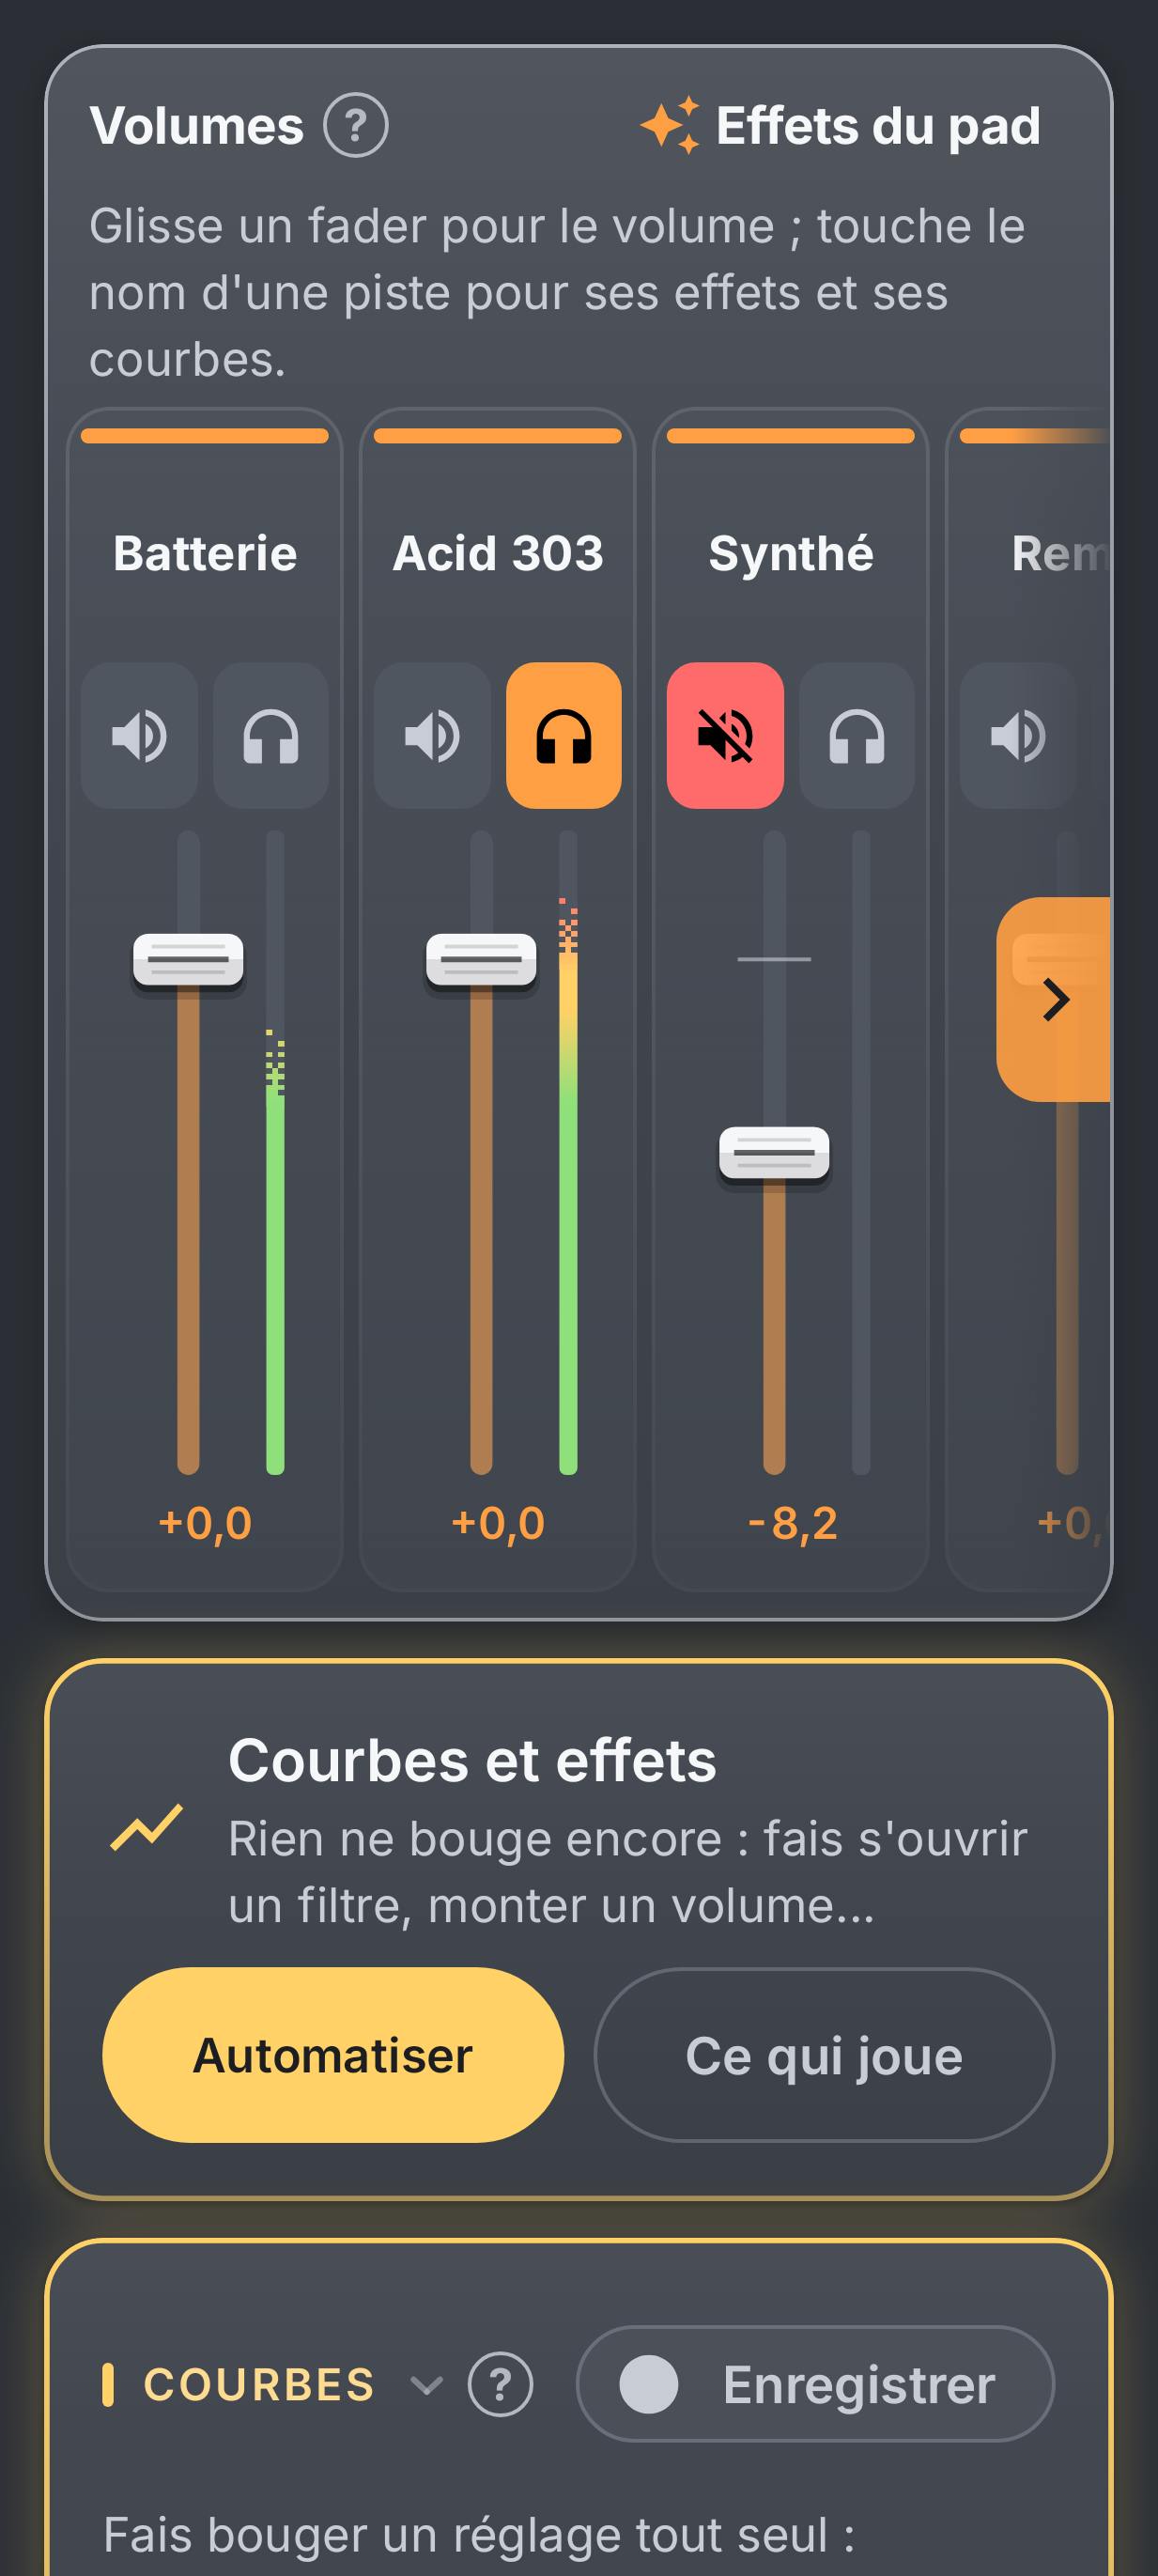 Volumes ? Effets du pad
Glisse un fader pour le volume ; touche le
nom d'une piste pour ses effets et ses
courbes.
Batterie Acid 303 Synthé Rem
+0,0 +0,0 -8,2 +0,
Courbes et effets
Rien ne bouge encore : fais s'ouvrir
un filtre, monter un volume...
Automatiser Ce qui joue
COURBES ? Enregistrer
Fais bouger un réglage tout seul :